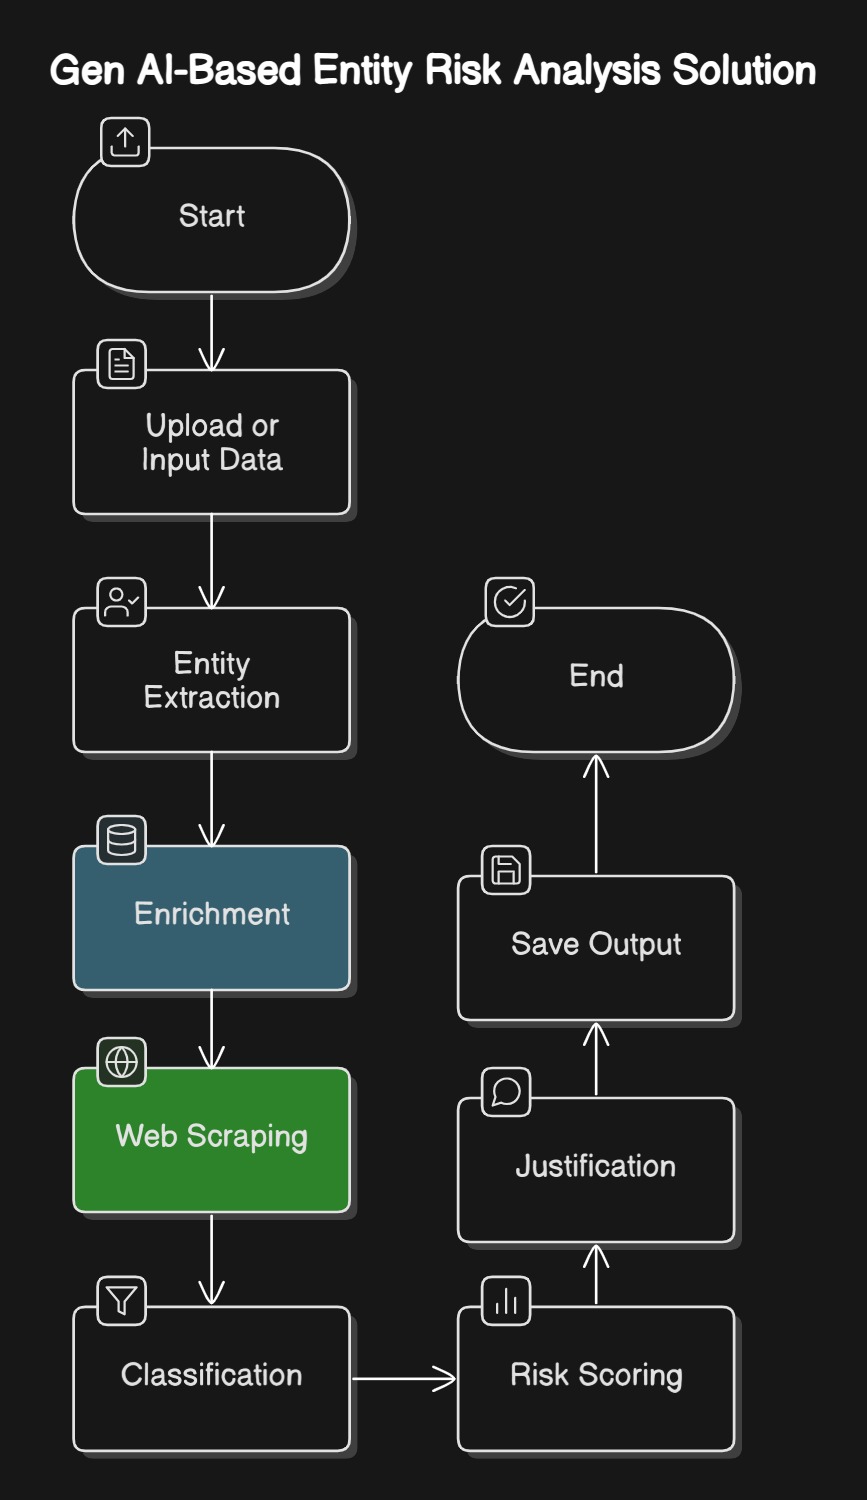 Gen AI-Based Entity Risk Analysis Solution
Start
Upload or
Input Data
Entity
Extraction
Enrichment
Web Scraping
Classification
Risk Scoring
Justification
Save Output
End